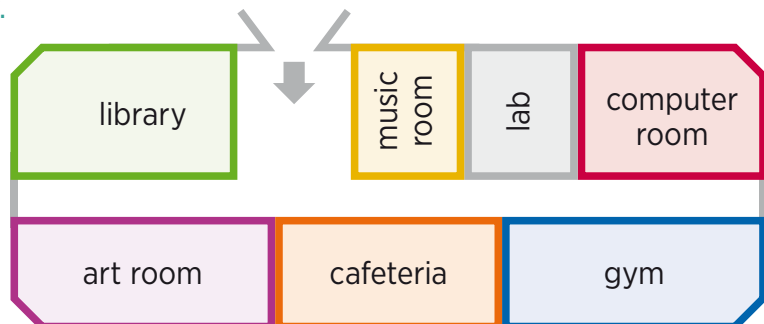 library
music
room
lab
computer
room
art room
cafeteria
gym